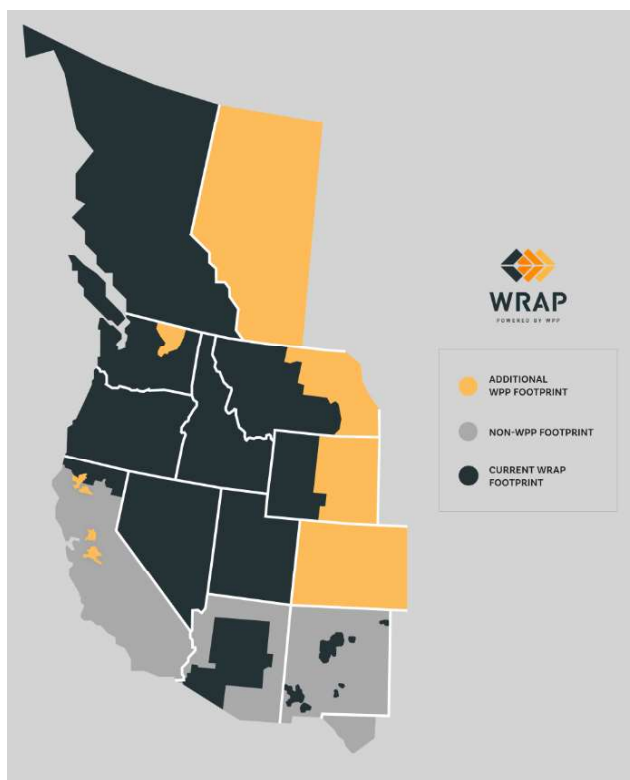 WRAP
POWERED BY WPP
ADDITIONAL
WPP FOOTPRINT
NON-WPP FOOTPRINT
CURRENT WRAP
FOOTPRINT